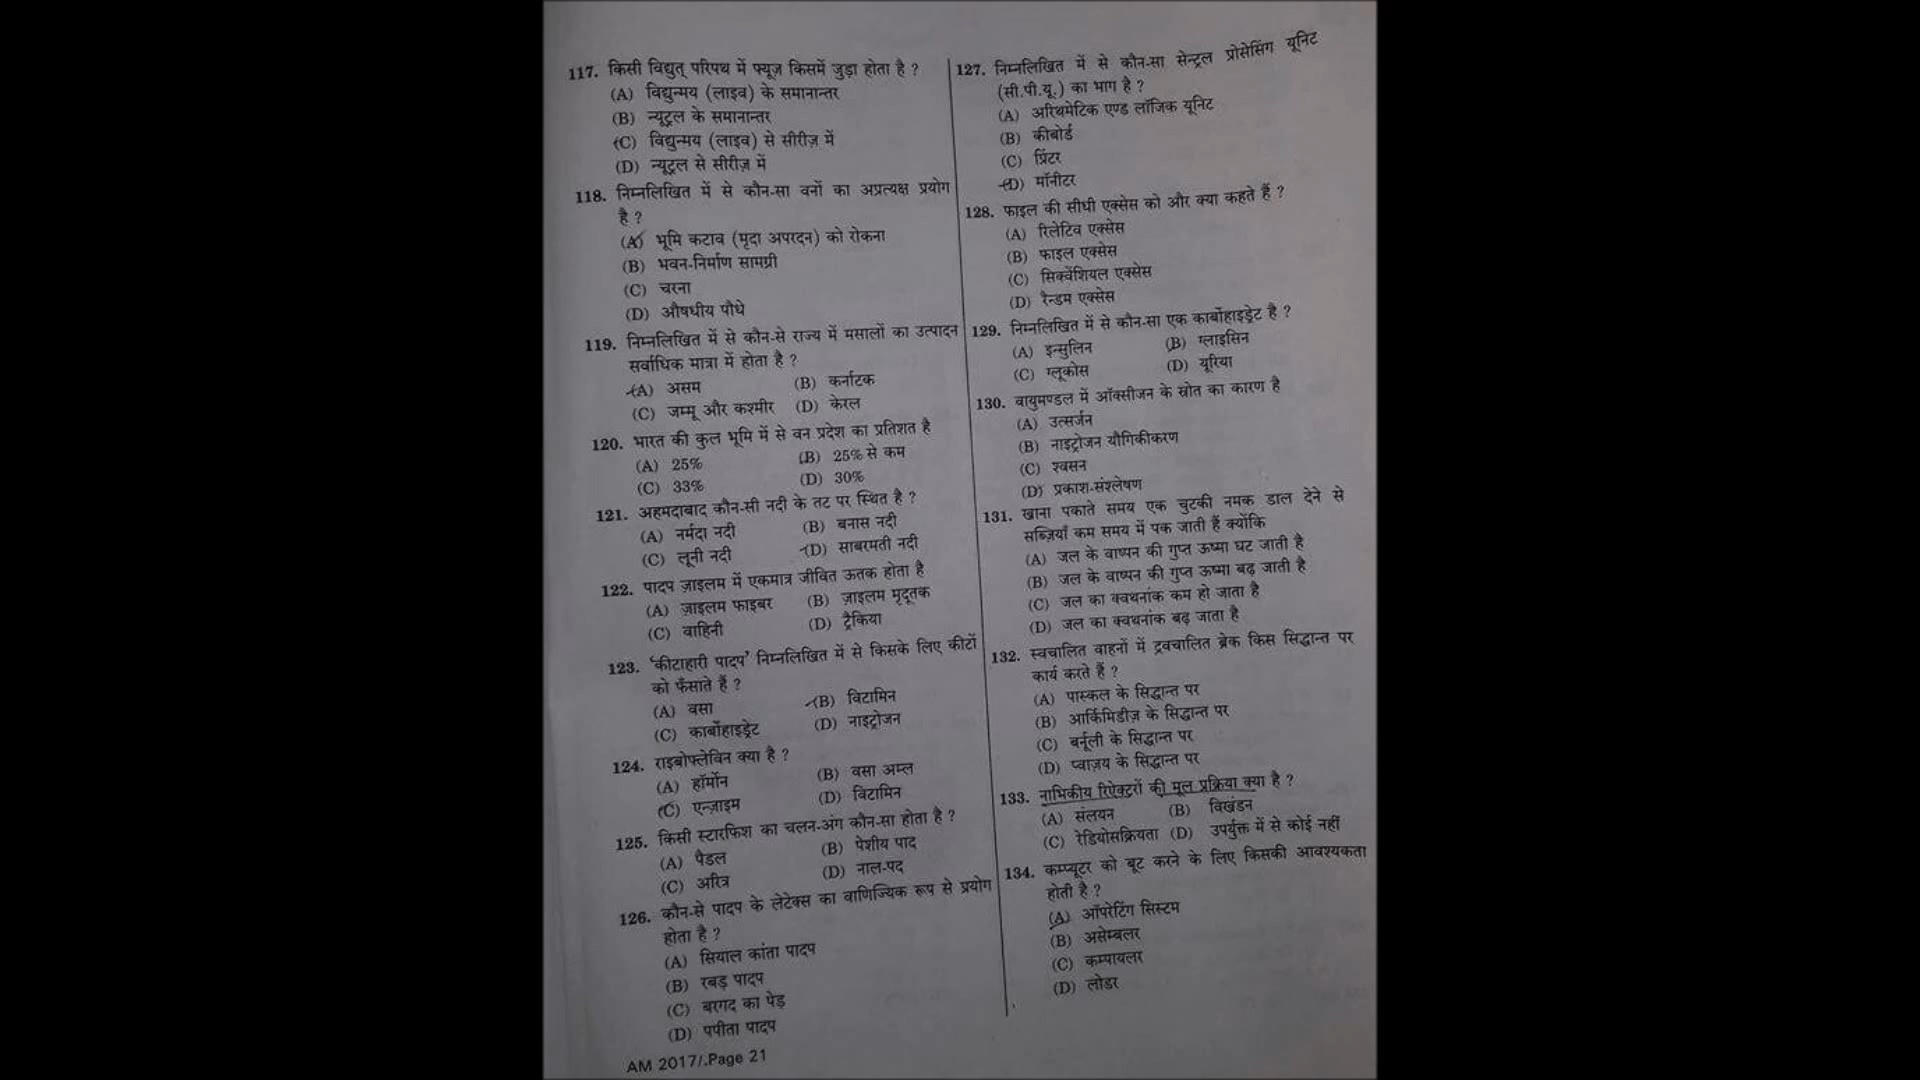 117. किसी विद्युत् परिपथ में फ्यूज़ किसमें जुड़ा होता है ?
(A) विद्युन्मय (लाइव) के समानान्तर
(B) न्यूट्रल के समानान्तर
(C) विद्युन्मय (लाइव) से सीरीज़ में
(D) न्यूट्रल से सीरीज़ में
118. निम्नलिखित में से कौन-सा वनों का अप्रत्यक्ष प्रयोग
है ?
(A) भूमि कटाव (मृदा अपरदन) को रोकना
(B) भवन-निर्माण सामग्री
(C) चरना
(D) औषधीय पौधे
119. निम्नलिखित में से कौन-से राज्य में मसालों का उत्पादन
सर्वाधिक मात्रा में होता है ?
(A) असम (B) कर्नाटक
(C) जम्मू और कश्मीर (D) केरल
120. भारत की कुल भूमि में से वन प्रदेश का प्रतिशत है
(A) 25% (B) 25% से कम
(C) 33% (D) 30%
121. अहमदाबाद कौन-सी नदी के तट पर स्थित है ?
(A) नर्मदा नदी (B) बनास नदी
(C) लूनी नदी (D) साबरमती नदी
122. पादप ज़ाइलम में एकमात्र जीवित ऊतक होता है
(A) ज़ाइलम फाइबर (B) ज़ाइलम मृदूतक
(C) वाहिनी (D) ट्रैकिया
123. 'कीटाहारी पादप' निम्नलिखित में से किसके लिए कीटों
को फँसाते हैं ?
(A) वसा (B) विटामिन
(C) कार्बोहाइड्रेट (D) नाइट्रोजन
124. राइबोफ्लेविन क्या है ?
(A) हॉर्मोन (B) वसा अम्ल
(C) एन्ज़ाइम (D) विटामिन
125. किसी स्टारफिश का चलन-अंग कौन-सा होता है ?
(A) पैडल (B) पेशीय पाद
(C) अरित्र (D) नाल-पद
126. कौन-से पादप के लेटेक्स का वाणिज्यिक रूप से प्रयोग
होता है ?
(A) सियाल कांता पादप
(B) रबड़ पादप
(C) बरगद का पेड़
(D) पपीता पादप
AM 2017/.Page 21
127. निम्नलिखित में से कौन-सा सेन्ट्रल प्रोसेसिंग यूनिट
(सी.पी.यू.) का भाग है ?
(A) अरिथमेटिक एण्ड लॉजिक यूनिट
(B) कीबोर्ड
(C) प्रिंटर
(D) मॉनीटर
128. फाइल की सीधी एक्सेस को और क्या कहते हैं ?
(A) रिलेटिव एक्सेस
(B) फाइल एक्सेस
(C) सिक्वेंशियल एक्सेस
(D) रैन्डम एक्सेस
129. निम्नलिखित में से कौन-सा एक कार्बोहाइड्रेट है ?
(A) इन्सुलिन (B) ग्लाइसिन
(C) ग्लूकोस (D) यूरिया
130. वायुमण्डल में ऑक्सीजन के स्रोत का कारण है
(A) उत्सर्जन
(B) नाइट्रोजन यौगिकीकरण
(C) श्वसन
(D) प्रकाश-संश्लेषण
131. खाना पकाते समय एक चुटकी नमक डाल देने से
सब्ज़ियाँ कम समय में पक जाती हैं क्योंकि
(A) जल के वाष्पन की गुप्त ऊष्मा घट जाती है
(B) जल के वाष्पन की गुप्त ऊष्मा बढ़ जाती है
(C) जल का क्वथनांक कम हो जाता है
(D) जल का क्वथनांक बढ़ जाता है
132. स्वचालित वाहनों में द्रवचालित ब्रेक किस सिद्धान्त पर
कार्य करते हैं ?
(A) पास्कल के सिद्धान्त पर
(B) आर्किमिडीज़ के सिद्धान्त पर
(C) बर्नूली के सिद्धान्त पर
(D) प्वाज़य के सिद्धान्त पर
133. नाभिकीय रिऐक्टरों की मूल प्रक्रिया क्या है ?
(A) संलयन (B) विखंडन
(C) रेडियोसक्रियता (D) उपर्युक्त में से कोई नहीं
134. कम्प्यूटर को बूट करने के लिए किसकी आवश्यकता
होती है ?
(A) ऑपरेटिंग सिस्टम
(B) असेम्बलर
(C) कम्पायलर
(D) लोडर